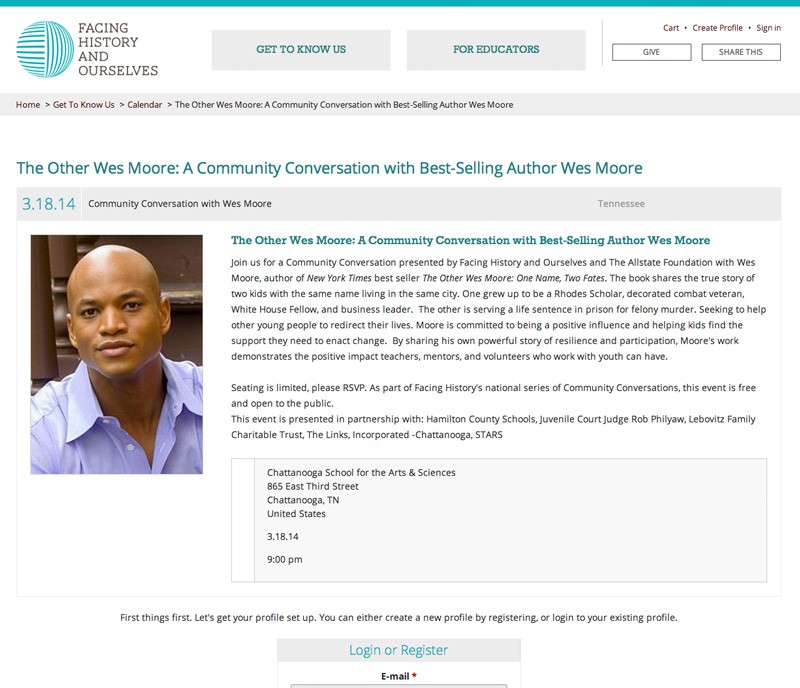 FACING
HISTORY
AND
OURSELVES
GET TO KNOW US
FOR EDUCATORS
Cart • Create Profile • Sign in
GIVE
SHARE THIS
Home > Get To Know Us > Calendar > The Other Wes Moore: A Community Conversation with Best-Selling Author Wes Moore
The Other Wes Moore: A Community Conversation with Best-Selling Author Wes Moore
3.18.14 Community Conversation with Wes Moore Tennessee
The Other Wes Moore: A Community Conversation with Best-Selling Author Wes Moore
Join us for a Community Conversation presented by Facing History and Ourselves and The Allstate Foundation with Wes
Moore, author of New York Times best seller The Other Wes Moore: One Name, Two Fates. The book shares the true story of
two kids with the same name living in the same city. One grew up to be a Rhodes Scholar, decorated combat veteran,
White House Fellow, and business leader. The other is serving a life sentence in prison for felony murder. Seeking to help
other young people to redirect their lives. Moore is committed to being a positive influence and helping kids find the
support they need to enact change. By sharing his own powerful story of resilience and participation, Moore's work
demonstrates the positive impact teachers, mentors, and volunteers who work with youth can have.
Seating is limited, please RSVP. As part of Facing History's national series of Community Conversations, this event is free
and open to the public.
This event is presented in partnership with: Hamilton County Schools, Juvenile Court Judge Rob Philyaw, Lebovitz Family
Charitable Trust, The Links, Incorporated -Chattanooga, STARS
Chattanooga School for the Arts & Sciences
865 East Third Street
Chattanooga, TN
United States
3.18.14
9:00 pm
First things first. Let's get your profile set up. You can either create a new profile by registering, or login to your existing profile.
Login or Register
E-mail *